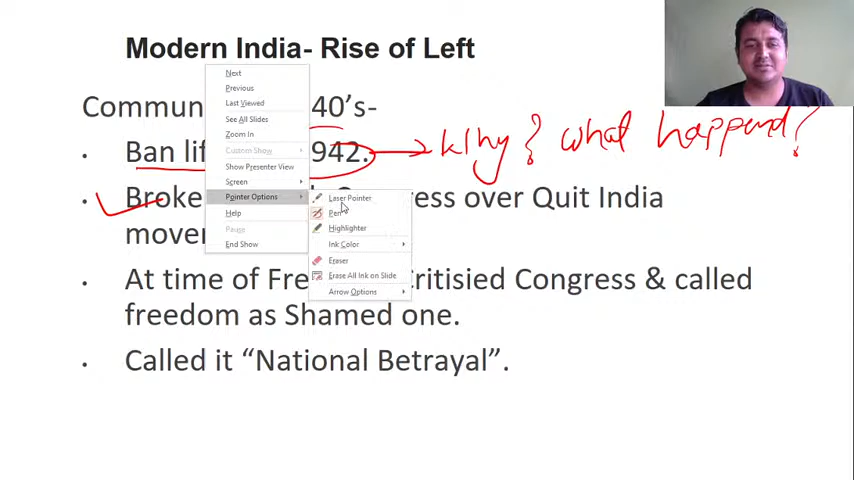 Modern India- Rise of Left
Commun 40's-
Ban lif 942. Why? what happend?
Broke ess over Quit India
mover
At time of Fre ritisied Congress & called
freedom as Shamed one.
Called it “National Betrayal”.
Next
Previous
Last Viewed
See All Slides
Zoom In
Custom Show
Show Presenter View
Screen
Pointer Options
Help
Pause
End Show
Laser Pointer
Pen
Highlighter
Ink Color
Eraser
Erase All Ink on Slide
Arrow Options